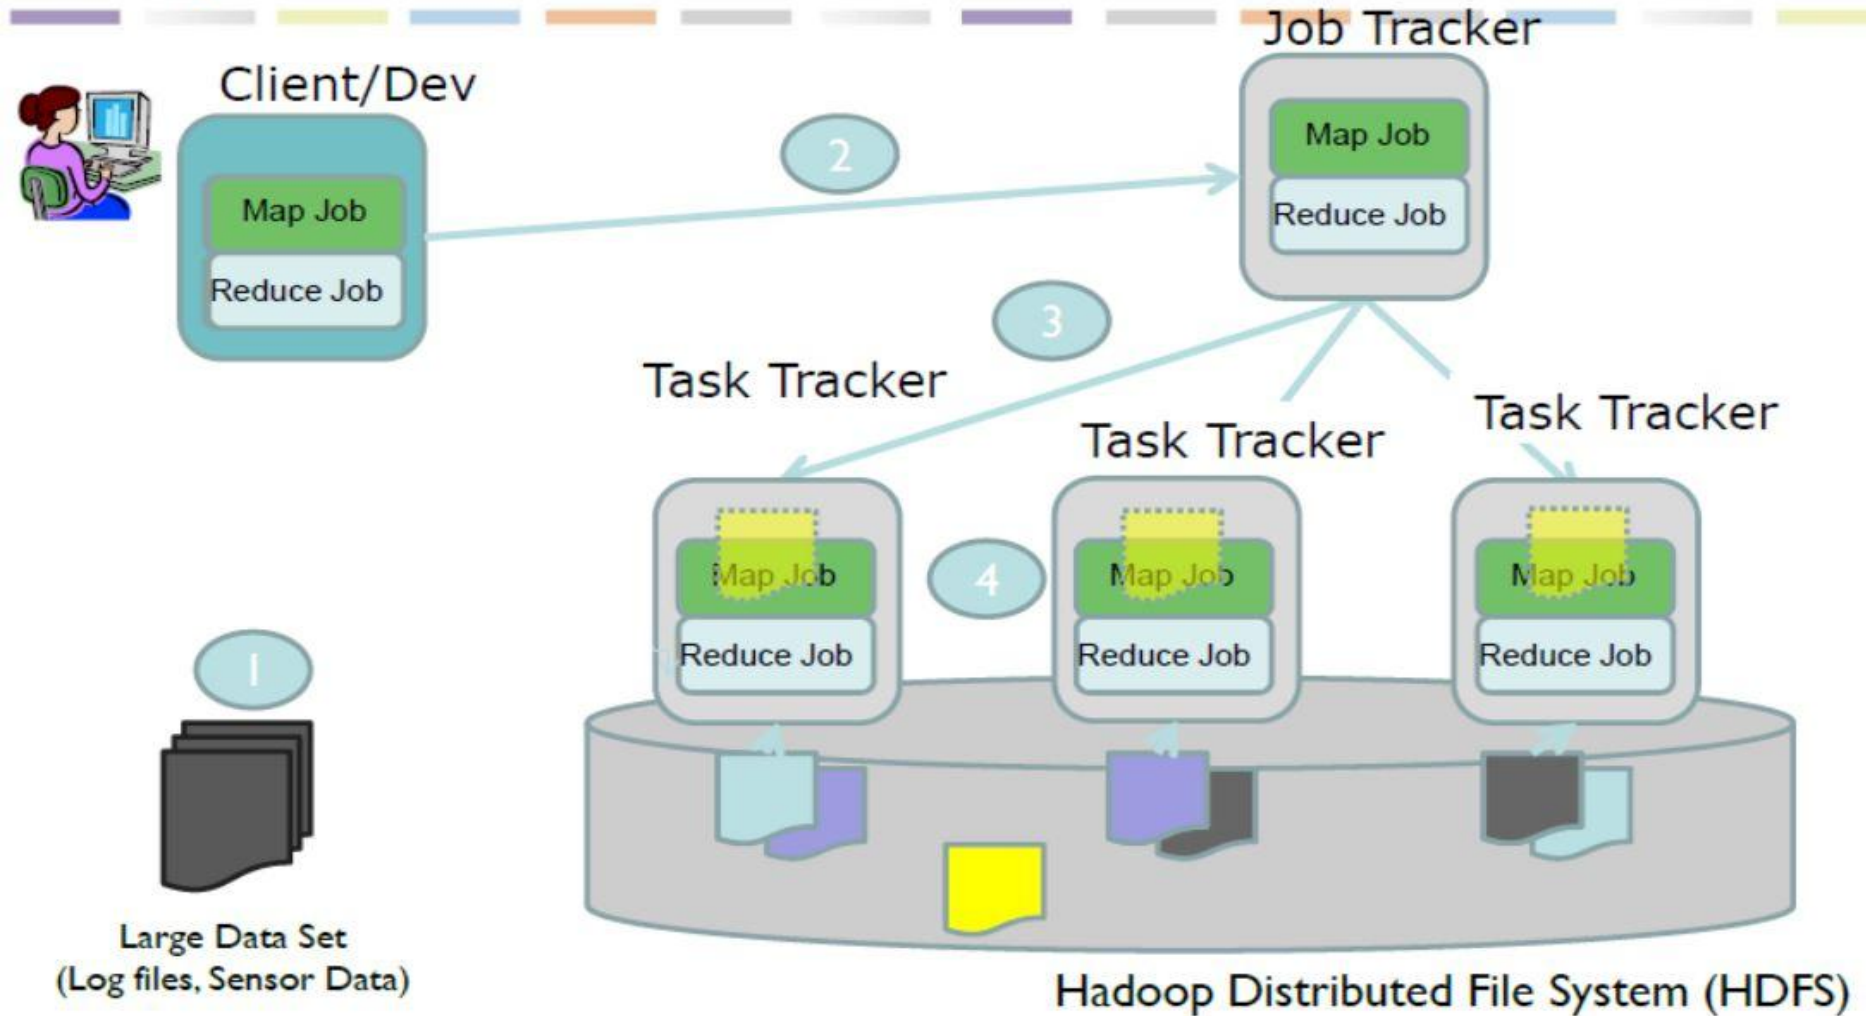 Job Tracker
Client/Dev
Map Job
Reduce Job
2
Map Job
Reduce Job
3
Task Tracker
Task Tracker
Task Tracker
Map Job
Reduce Job
4
Map Job
Reduce Job
Map Job
Reduce Job
1
Large Data Set
(Log files, Sensor Data)
Hadoop Distributed File System (HDFS)